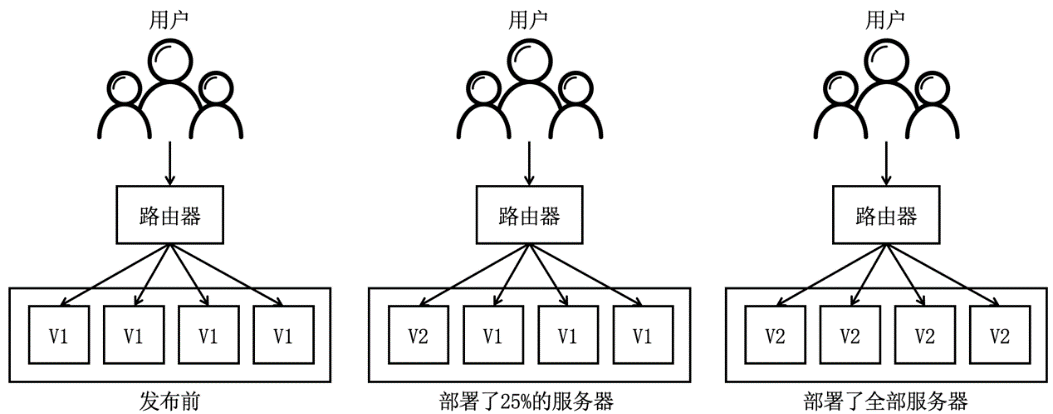 用户 用户 用户
路由器 路由器 路由器
V1 V1 V1 V1 V2 V1 V1 V1 V2 V2 V2 V2
发布前 部署了25%的服务器 部署了全部服务器